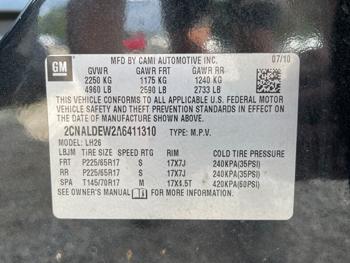 GM
MFD BY CAMI AUTOMOTIVE INC. 07/10
GVWR GAWR FRT GAWR RR
2250 KG 1175 KG 1240 KG
4960 LB 2590 LB 2733 LB
THIS VEHICLE CONFORMS TO ALL APPLICABLE U.S. FEDERAL MOTOR
VEHICLE SAFETY AND THEFT PREVENTION STANDARDS IN EFFECT
ON THE DATE OF MANUFACTURE SHOWN ABOVE.
2CNALDEW2A6411310 TYPE: M.P.V.
MODEL: LH26
LBJM TIRE SIZE SPEED RTG RIM COLD TIRE PRESSURE
FRT P225/65R17 S 17X7J 240KPA(35PSI)
RR P225/65R17 S 17X7J 240KPA(35PSI)
SPA T145/70R17 M 17X4.5T 420KPA(60PSI)
SEE OWNER'S MANUAL FOR MORE INFORMATION.